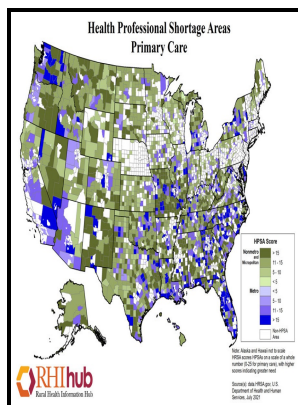 Health Professional Shortage Areas
Primary Care
HPSA Score
Nonmetro
and
Micropolitan
> 15
11 - 15
5 - 10
< 5
Metro
< 5
5 - 10
11 - 15
> 15
Non-HPSA
Area
Note: Alaska and Hawaii not to scale
HRSA scores HPSAs on a scale of a whole
number (0-25 for primary care), with higher
scores indicating greater need
Source(s): data.HRSA.gov, U.S.
Department of Health and Human
Services, July 2021
RHIhub
Rural Health Information Hub